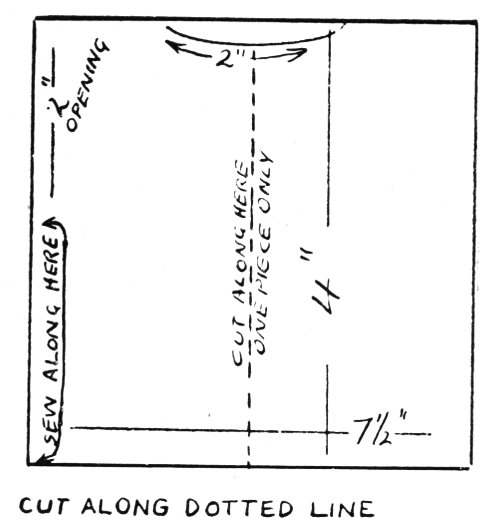 2"
2"
OPENING
CUT ALONG HERE
ONE PIECE ONLY
4"
SEW ALONG HERE
7½"
CUT ALONG DOTTED LINE